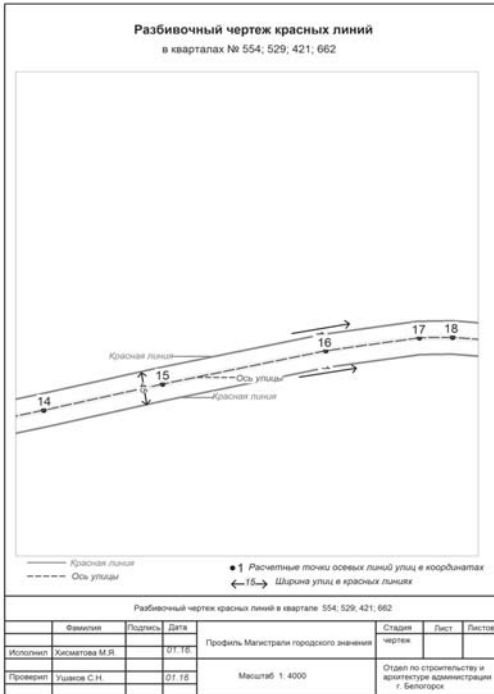 Разбивочный чертеж красных линий
в кварталах № 554; 529; 421; 662
Красная линия
14
15
45
Ось улицы
Красная линия
16
17
18
Красная линия
Ось улицы
1 Расчетные точки осевых линий улиц в координатах
15 Ширина улиц в красных линиях
Разбивочный чертеж красных линий в квартале 554; 529; 421; 662
Фамилия Подпись Дата
Профиль Магистрали городского значения
Стадия Лист Листов
чертеж
Исполнил Хисматова М.Я. 01.16.
Проверил Ушаков С.Н. 01.16
Масштаб 1: 4000
Отдел по строительству и
архитектуре администрации
г. Белогорск